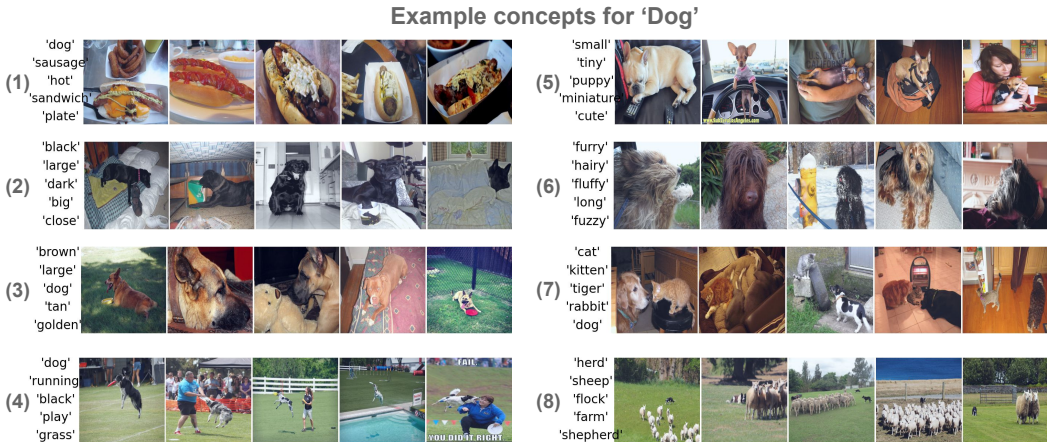 Example concepts for ‘Dog’
(1)
'dog'
'sausage'
'hot'
'sandwich'
'plate'
(2)
'black'
'large'
'dark'
'big'
'close'
(3)
'brown'
'large'
'dog'
'tan'
'golden'
(4)
'dog'
'running'
'black'
'play'
'grass'
FAIL
YOU DID IT RIGHT
(5)
'small'
'tiny'
'puppy'
'miniature'
'cute'
(6)
'furry'
'hairy'
'fluffy'
'long'
'fuzzy'
(7)
'cat'
'kitten'
'tiger'
'rabbit'
'dog'
(8)
'herd'
'sheep'
'flock'
'farm'
'shepherd'